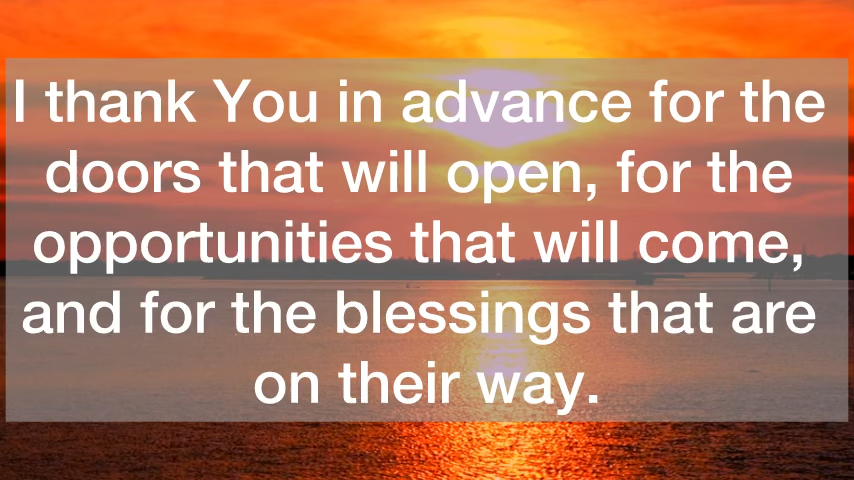 I thank You in advance for the
doors that will open, for the
opportunities that will come,
and for the blessings that are
on their way.